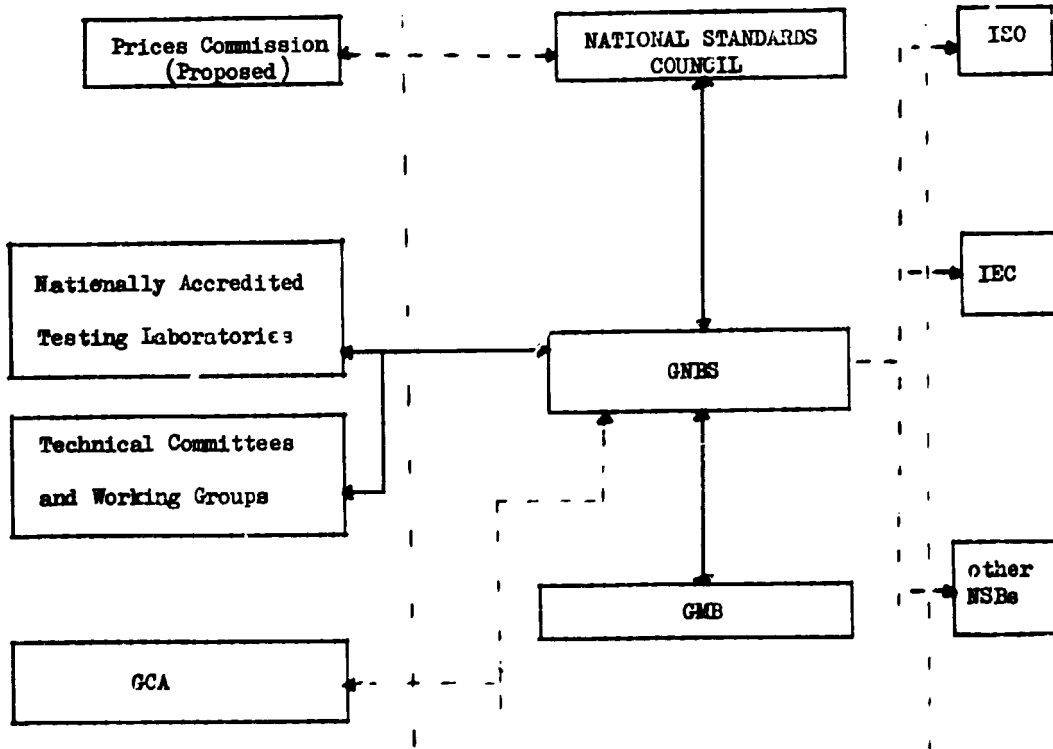 Prices Commission
(Proposed)
NATIONAL STANDARDS
COUNCIL
ISO
Nationally Accredited
Testing Laboratories
IEC
GNBS
Technical Committees
and Working Groups
other
NSBs
GMB
GCA